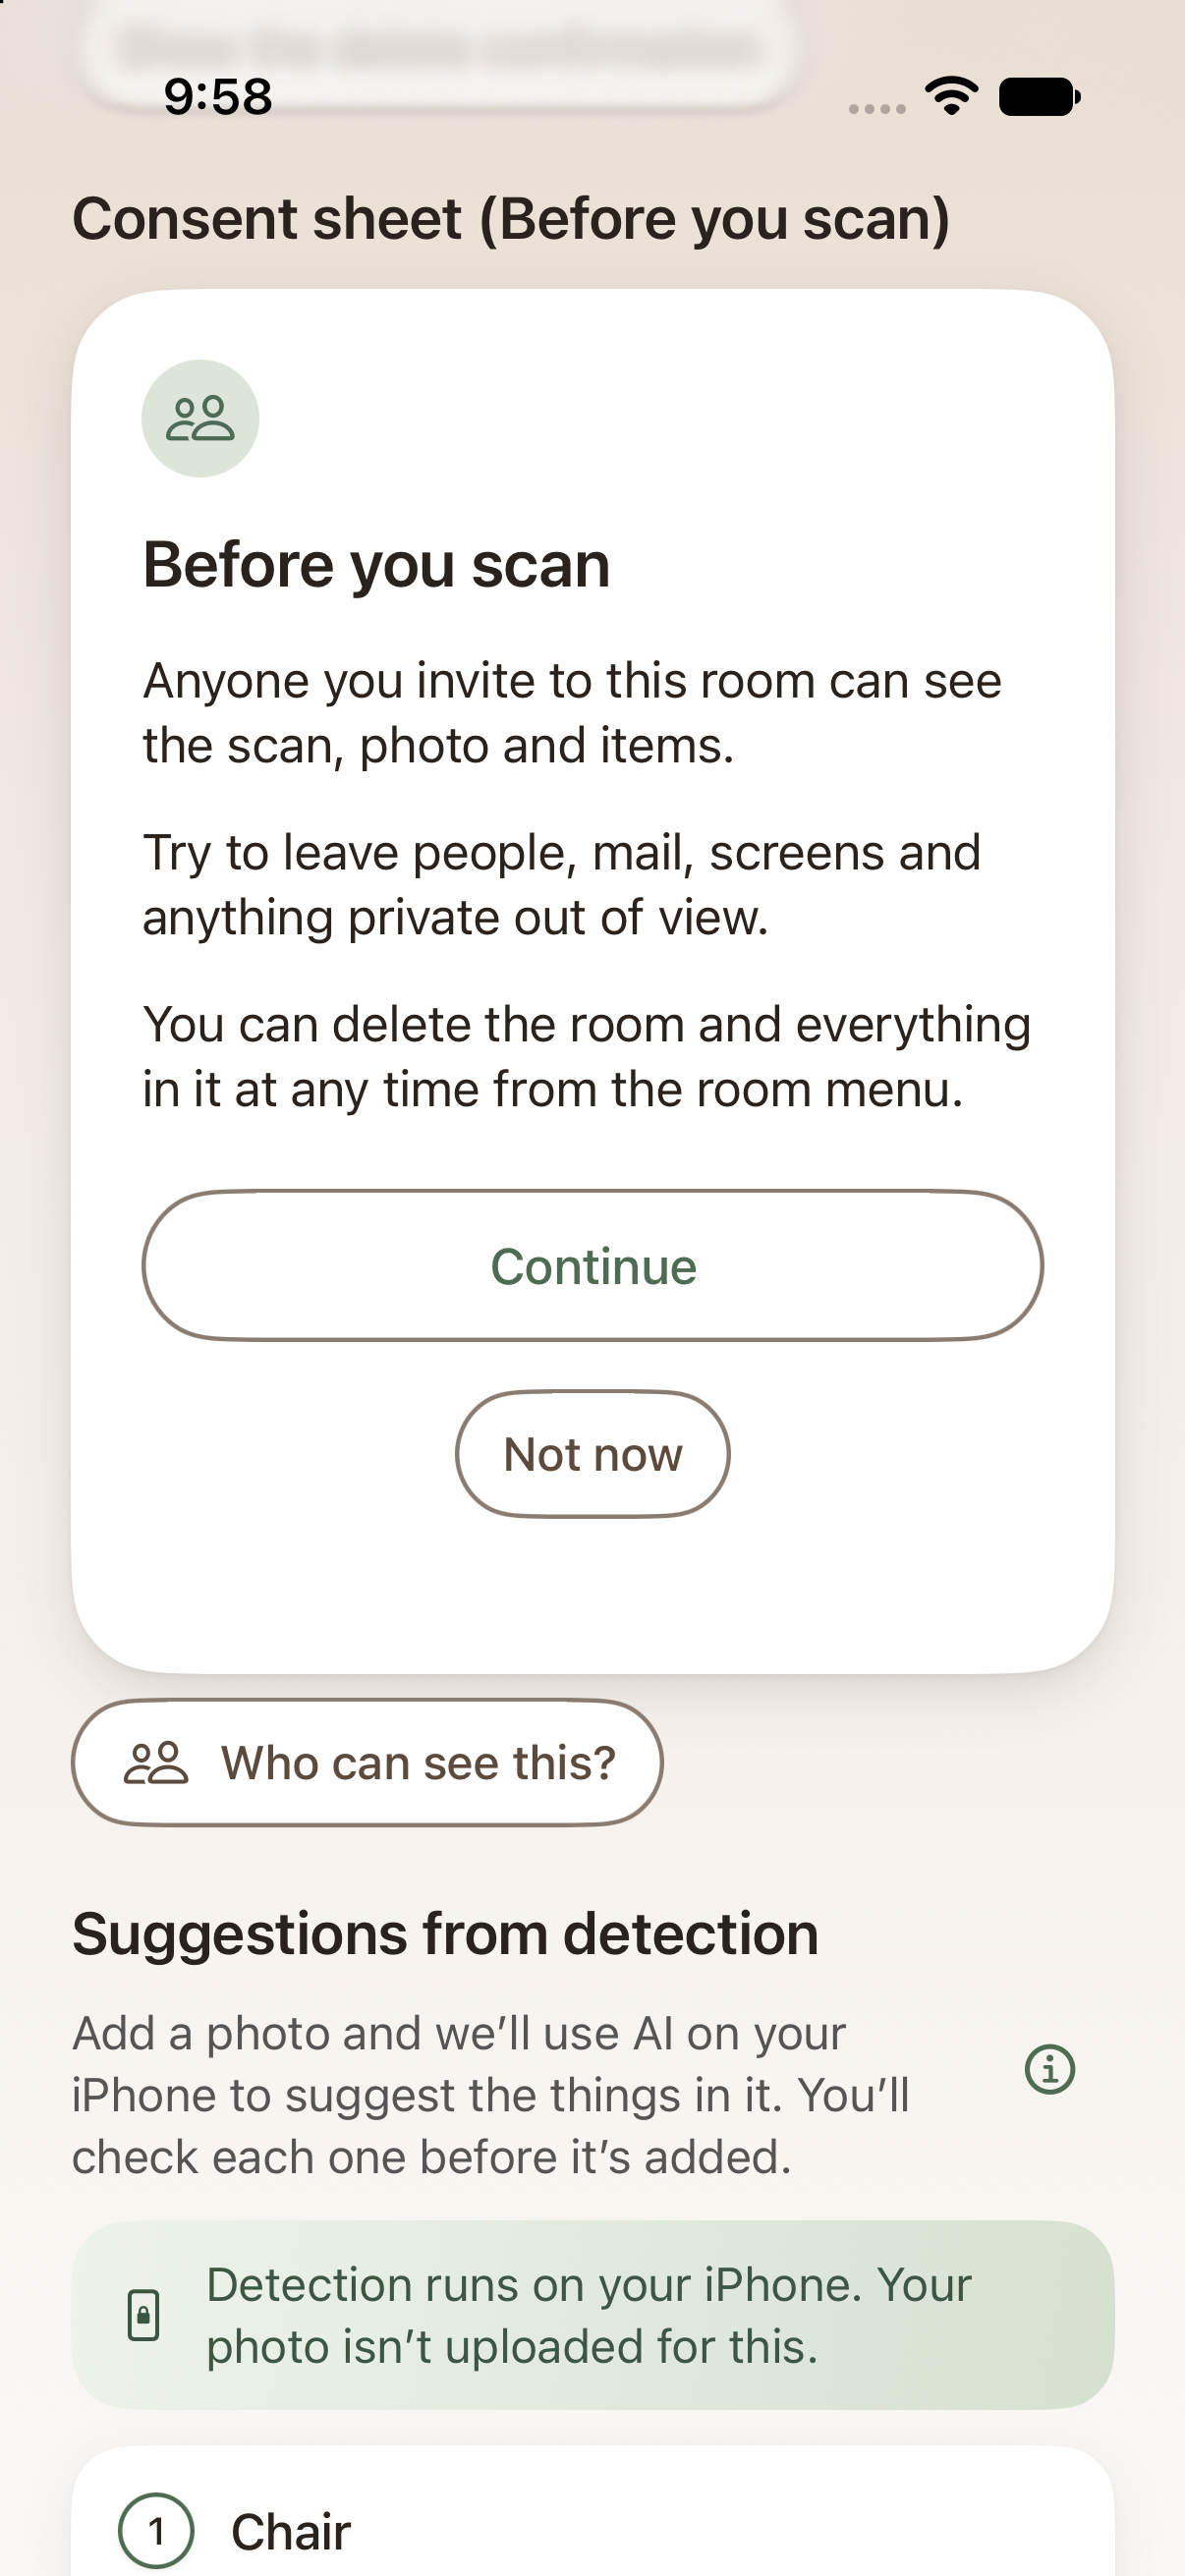 9:58
Consent sheet (Before you scan)
Before you scan
Anyone you invite to this room can see
the scan, photo and items.
Try to leave people, mail, screens and
anything private out of view.
You can delete the room and everything
in it at any time from the room menu.
Continue
Not now
Who can see this?
Suggestions from detection
Add a photo and we’ll use AI on your
iPhone to suggest the things in it. You’ll
check each one before it’s added.
Detection runs on your iPhone. Your
photo isn’t uploaded for this.
1 Chair